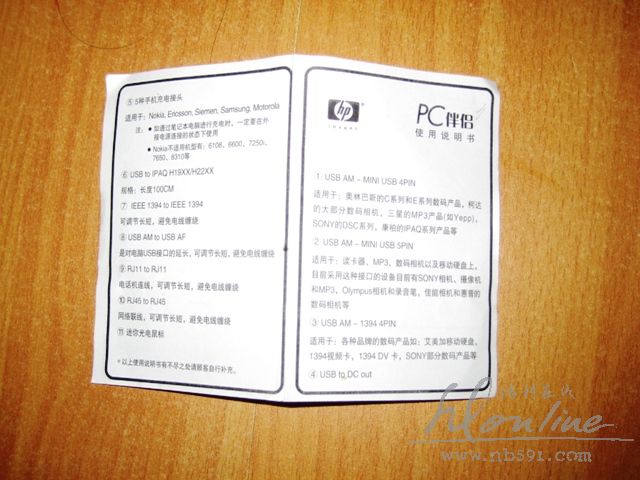 ⑤ 5种手机充电接头
适用于：Nokia, Ericsson, Siemen, Samsung, Motorola
注：● 如通过笔记本电脑进行充电时，一定要在外
接电源连接的状态下使用
● Nokia不适用机型有：6108、6600、7250i、
7650、8310等
⑥ USB to IPAQ H19XX/H22XX
规格：长度100CM
⑦ IEEE 1394 to IEEE 1394
可调节长短，避免电线缠绕
⑧ USB AM to USB AF
是对电脑USB接口的延长，可调节长短，避免电线缠绕
⑨ RJ11 to RJ11
电话机连线，可调节长短，避免电线缠绕
⑩ RJ45 to RJ45
网络联线，可调节长短，避免电线缠绕
⑪ 迷你光电鼠标
*以上使用说明书有不尽之处请顾客自行补充。
hp
invent
PC伴侣
使用说明书
① USB AM – MINI USB 4PIN
适用于：奥林巴斯的C系列和E系列数码产品，柯达
的大部分数码相机，三星的MP3产品(如Yepp)，
SONY的DSC系列，康柏的IPAQ系列产品等
② USB AM – MINI USB 5PIN
适用于：读卡器、MP3、数码相机以及移动硬盘上，
目前采用这种接口的设备目前有SONY相机、摄像机
和MP3，Olympus相机和录音笔，佳能相机和惠普的
数码相机等
③ USB AM – 1394 4PIN
适用于：各种品牌的数码产品如：艾美加移动硬盘、
1394视频卡，1394 DV 卡，SONY部分数码产品等
④ USB to DC out
hlonline
www.nb591.com